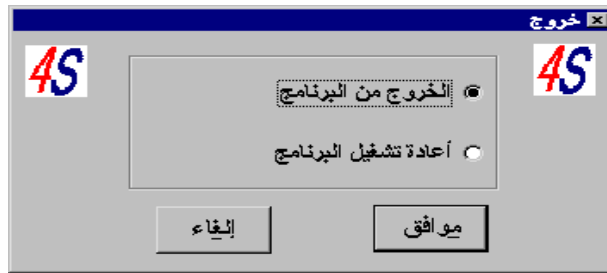 خروج
4S 4S
الخروج من البرنامج
أعادة تشغيل البرنامج
موافق إلغاء